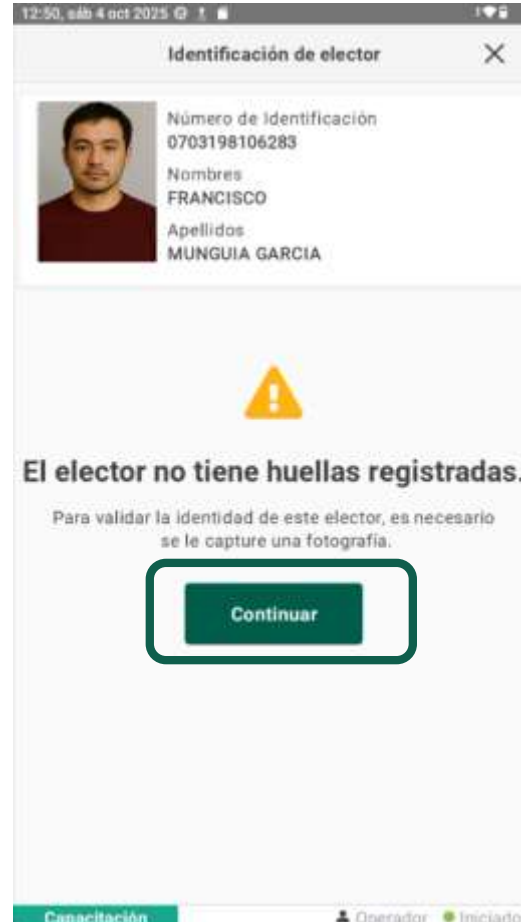 12:50, sáb 4 oct 2025
Identificación de elector
Número de Identificación
0703198106283
Nombres
FRANCISCO
Apellidos
MUNGUIA GARCIA
El elector no tiene huellas registradas.
Para validar la identidad de este elector, es necesario
se le capture una fotografía.
Continuar
Capacitación Operador Iniciado